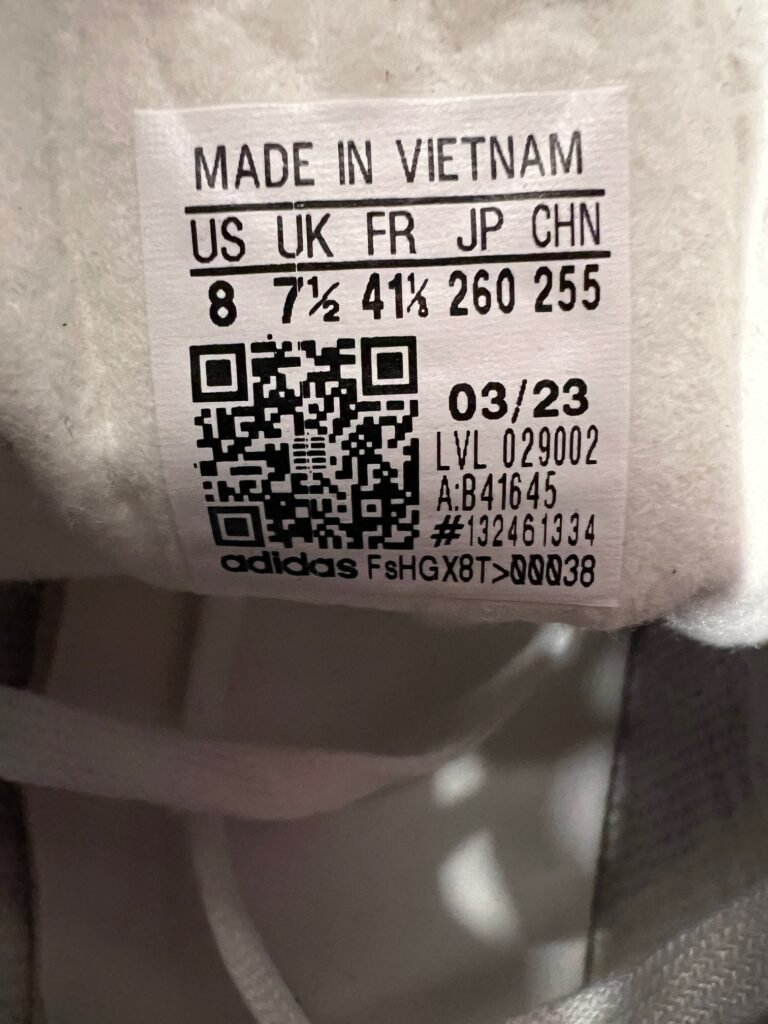 MADE IN VIETNAM
US UK FR JP CHN
8 7½ 41⅓ 260 255
03/23
LVL 029002
A:B41645
#132461334
adidas FsHGX8T>00038